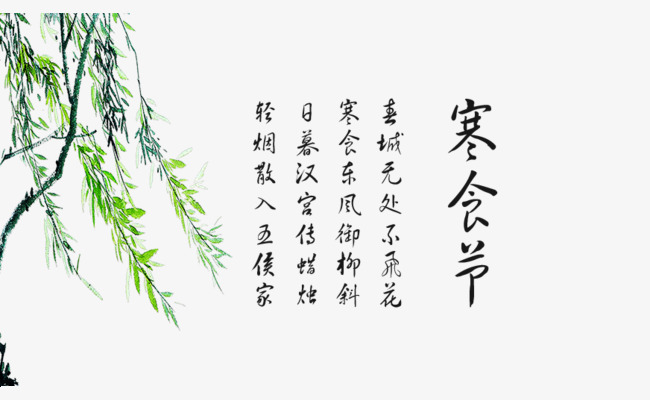 寒食节
春城无处不飞花
寒食东风御柳斜
日暮汉宫传蜡烛
轻烟散入五侯家